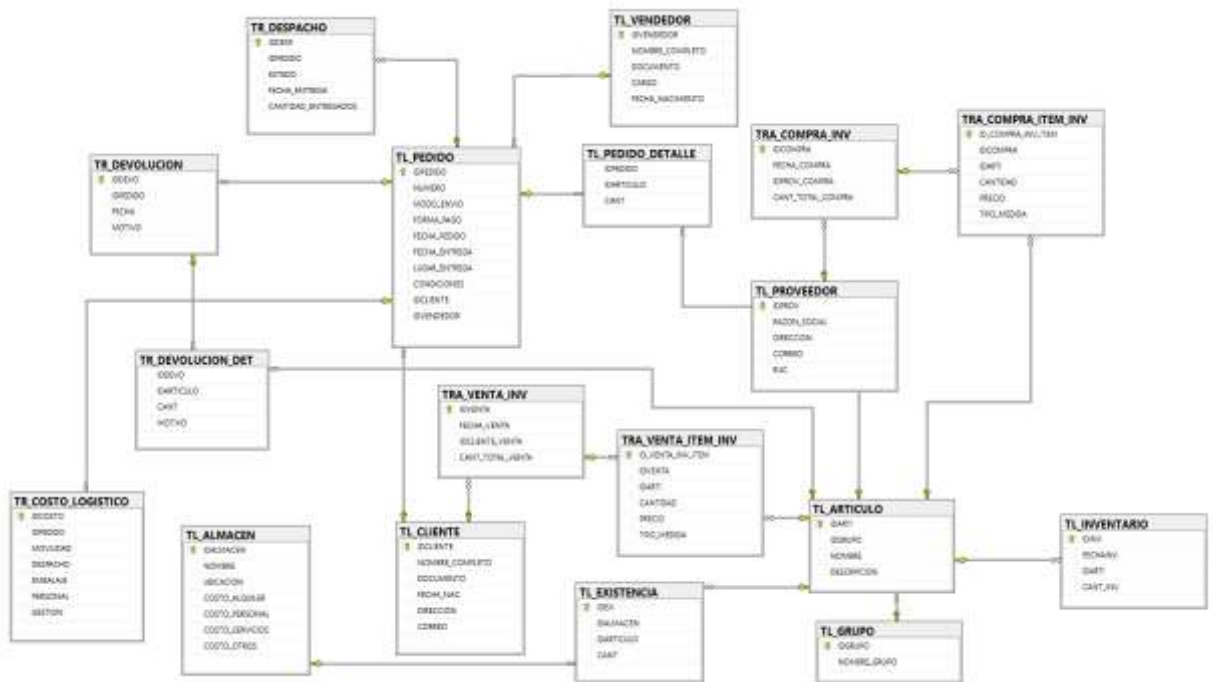 TR_DESPACHO
IDPEDIDO
ESTADO
FECHA_ENTREGA
CANTIDAD_ENTREGADOS
TL_VENDEDOR
IDVENDEDOR
NOMBRE_COMPLETO
DOCUMENTO
CARGO
FECHA_NACIMIENTO
TR_DEVOLUCION
IDDEVO
IDPEDIDO
FECHA
MOTIVO
TL_PEDIDO
IDPEDIDO
NUMERO
MODO_ENVIO
FORMA_PAGO
FECHA_PEDIDO
FECHA_ENTREGA
LUGAR_ENTREGA
CONDICIONES
IDCLIENTE
IDVENDEDOR
TL_PEDIDO_DETALLE
IDPEDIDO
IDARTICULO
CANT
TRA_COMPRA_INV
IDCOMPRA
FECHA_COMPRA
IDPROV_COMPRA
CANT_TOTAL_COMPRA
TRA_COMPRA_ITEM_INV
ID_COMPRA_INV_ITEM
IDCOMPRA
IDARTI
CANTIDAD
PRECIO
TIPO_MEDIDA
TL_PROVEEDOR
IDPROV
RAZON_SOCIAL
DIRECCION
CORREO
RUC
TR_DEVOLUCION_DET
IDDEVO
IDARTICULO
CANT
MOTIVO
TRA_VENTA_INV
IDVENTA
FECHA_VENTA
IDCLIENTE_VENTA
CANT_TOTAL_VENTA
TRA_VENTA_ITEM_INV
ID_VENTA_INV_ITEM
IDVENTA
IDARTI
CANTIDAD
PRECIO
TIPO_MEDIDA
TR_COSTO_LOGISTICO
IDCOSTO
IDPEDIDO
MOVILIDAD
DESPACHO
EMBALAJE
PERSONAL
GESTION
TL_ALMACEN
IDALMACEN
NOMBRE
UBICACION
COSTO_ALQUILER
COSTO_PERSONAL
COSTO_SERVICIOS
COSTO_OTROS
TL_CLIENTE
IDCLIENTE
NOMBRE_COMPLETO
DOCUMENTO
FECHA_NAC
DIRECCION
CORREO
TL_EXISTENCIA
IDEX
IDALMACEN
IDARTICULO
CANT
TL_ARTICULO
IDARTI
IDGRUPO
NOMBRE
DESCRIPCION
TL_INVENTARIO
IDINV
FECHAINV
IDARTI
CANT_INV
TL_GRUPO
IDGRUPO
NOMBRE_GRUPO